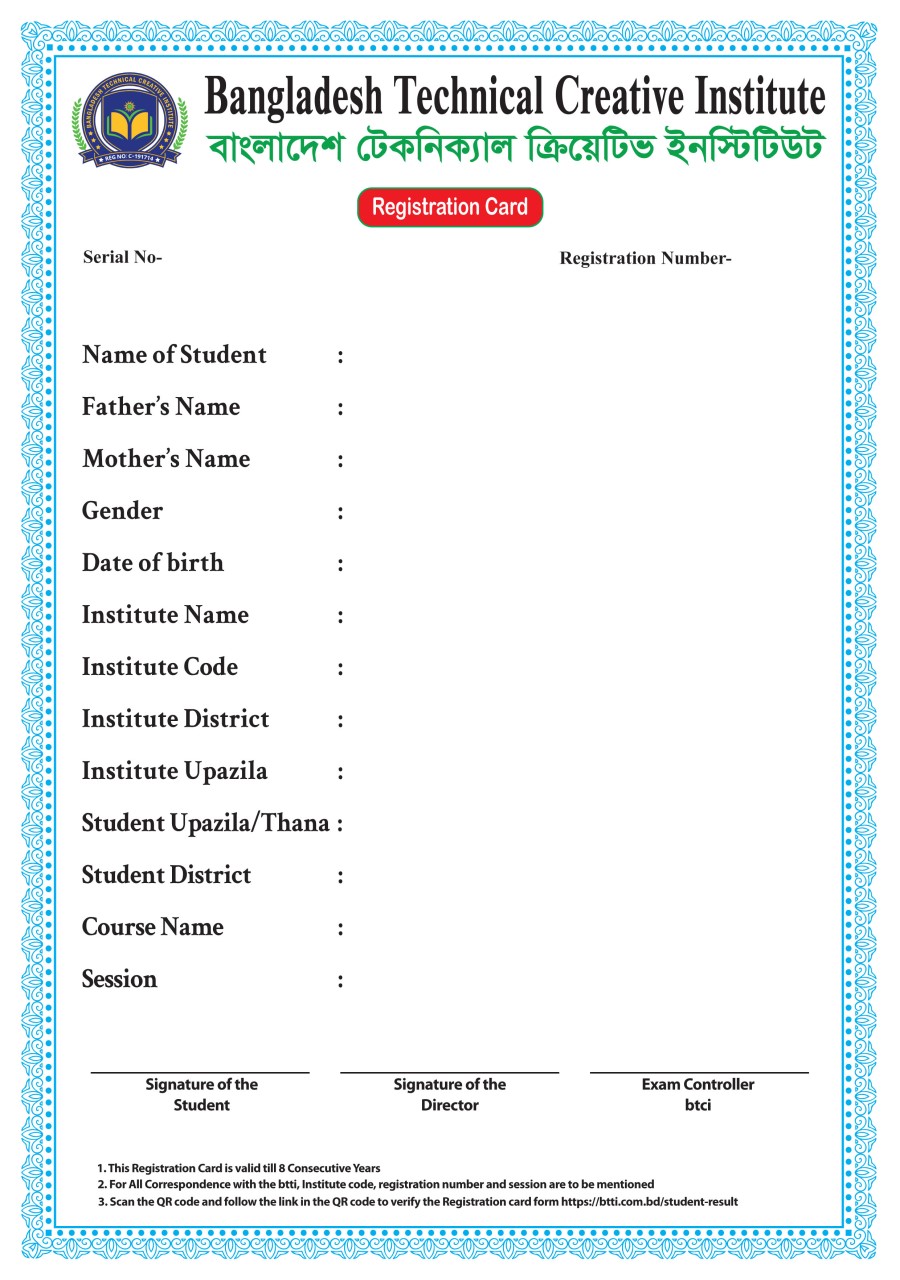 BANGLADESH TECHNICAL CREATIVE INSTITUTE
REG NO: C-191714
Bangladesh Technical Creative Institute
বাংলাদেশ টেকনিক্যাল ক্রিয়েটিভ ইনস্টিটিউট
Registration Card
Serial No-
Registration Number-
Name of Student :
Father's Name :
Mother's Name :
Gender :
Date of birth :
Institute Name :
Institute Code :
Institute District :
Institute Upazila :
Student Upazila/Thana :
Student District :
Course Name :
Session :
Signature of the
Student
Signature of the
Director
Exam Controller
btci
1. This Registration Card is valid till 8 Consecutive Years
2. For All Correspondence with the btti, Institute code, registration number and session are to be mentioned
3. Scan the QR code and follow the link in the QR code to verify the Registration card form https://btti.com.bd/student-result